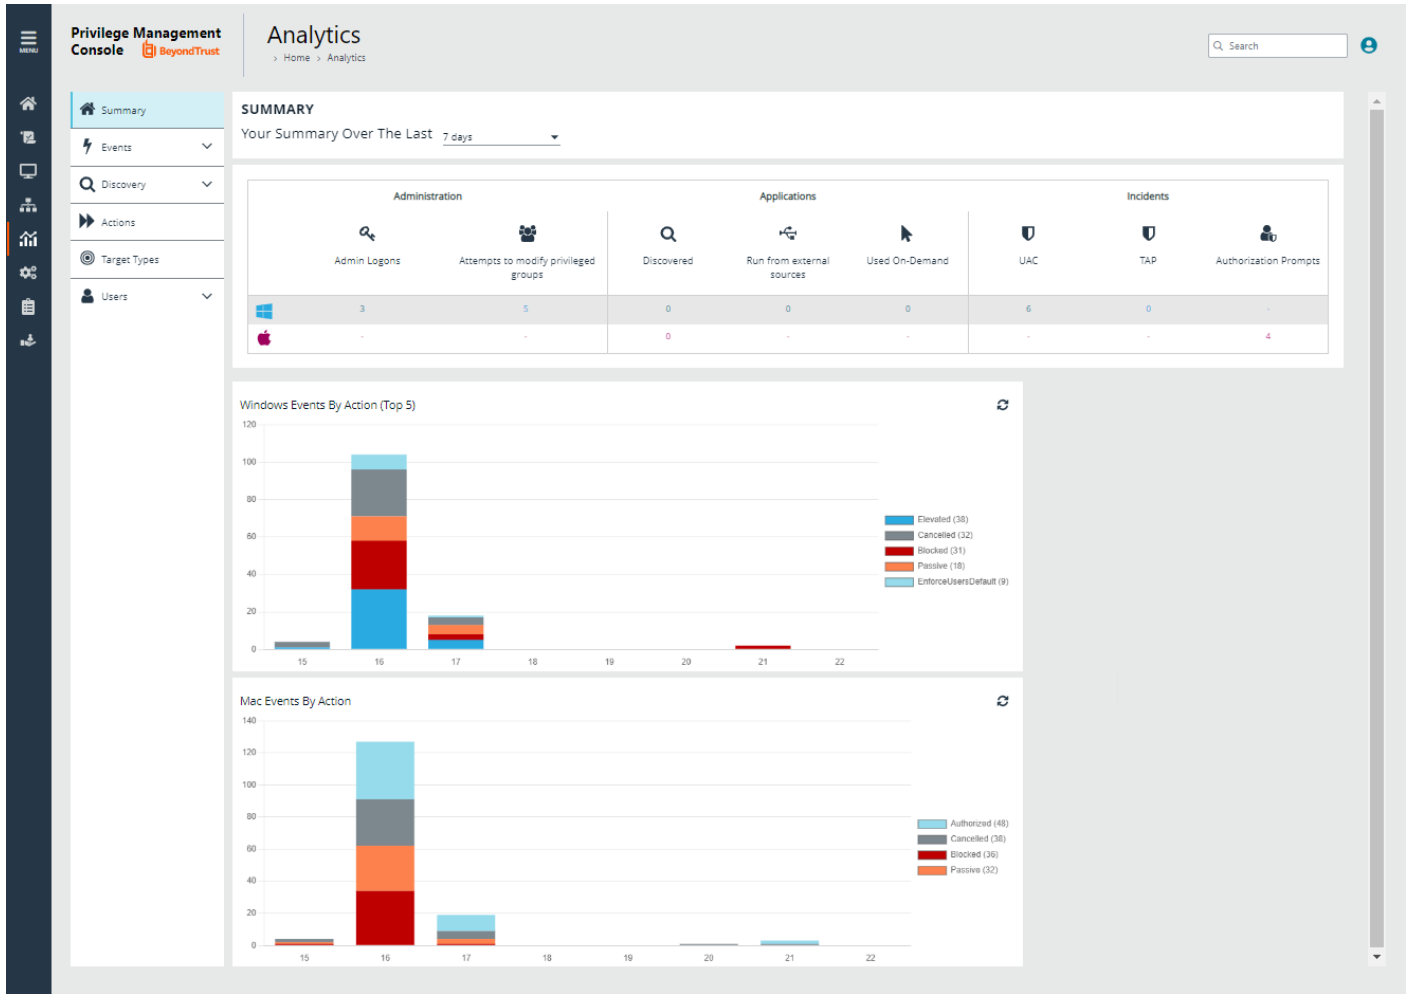 MENU
Privilege Management
Console BeyondTrust
Analytics
› Home › Analytics
Search
Summary
Events
Discovery
Actions
Target Types
Users
SUMMARY
Your Summary Over The Last 7 days
Administration Applications Incidents
Admin Logons Attempts to modify privileged groups Discovered Run from external sources Used On-Demand UAC TAP Authorization Prompts
3 5 0 0 0 6 0 -
- - 0 - - - - 4
Windows Events By Action (Top 5)
120
100
80
60
40
20
0
15 16 17 18 19 20 21 22
Elevated (38)
Cancelled (32)
Blocked (31)
Passive (18)
EnforceUsersDefault (9)
Mac Events By Action
140
120
100
80
60
40
20
0
15 16 17 18 19 20 21 22
Authorized (48)
Cancelled (38)
Blocked (36)
Passive (32)